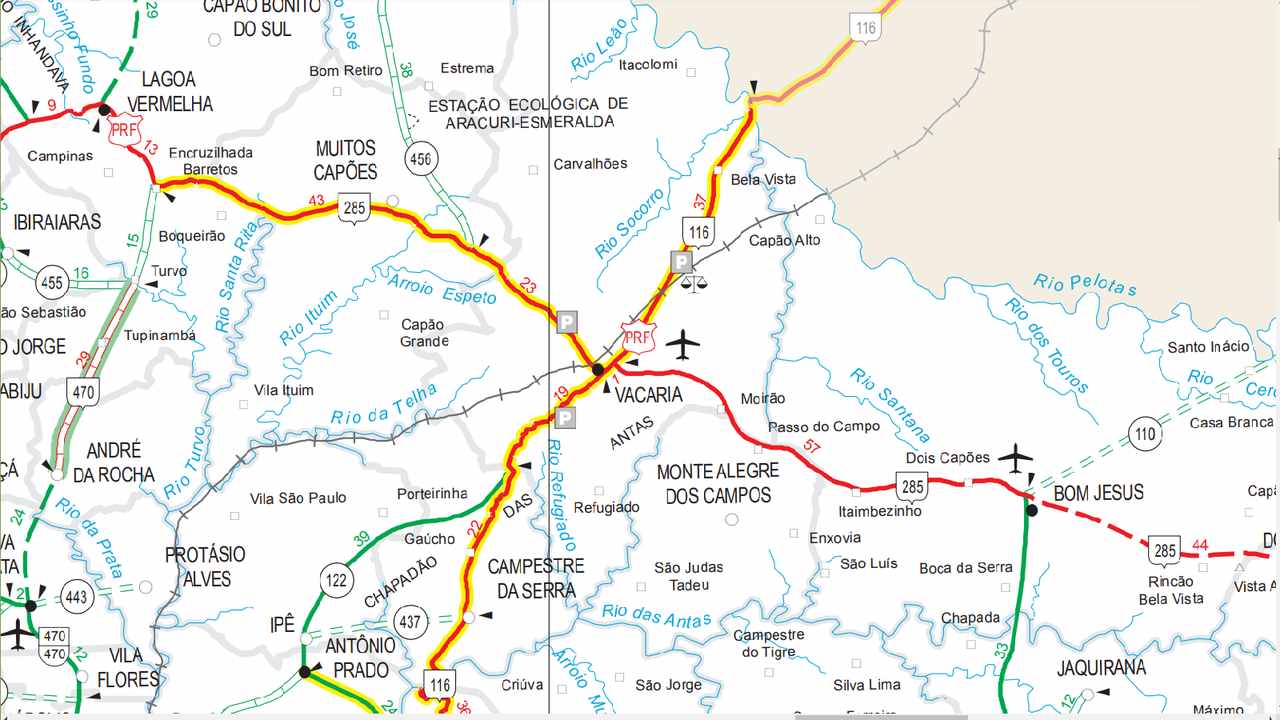 29
CAPÃO BONITO
DO SUL
José
38
Rio Leão
116
Itacolomi
INHANDAVA
Fundo
LAGOA
VERMELHA
9
PRF
13
Bom Retiro
Estrema
ESTAÇÃO ECOLÓGICA DE
ARACURI-ESMERALDA
Campinas
Encruzilhada
Barretos
MUITOS
CAPÕES
456
Carvalhões
Bela Vista
43
285
37
116
Rio Socorro
IBIRAIARAS
15
Boqueirão
Rio Santa Rita
Capão Alto
P
16
455
Turvo
Arroio Espeto
23
Rio Pelotas
ão Sebastião
Tupinambá
Rio Ituim
Capão
Grande
P
PRF
Rio dos Touros
Santo Inácio
O JORGE
29
ABIJU
470
Vila Ituim
Rio da Telha
19
P
1
VACARIA
Moirão
Rio Santana
Rio
Cerq
Casa Branca
110
ANTAS
Passo do Campo
57
Dois Capões
ÇÁ
ANDRÉ
DA ROCHA
Rio Turvo
Vila São Paulo
Porteirinha
DAS
Rio Refugiado
Refugiado
MONTE ALEGRE
DOS CAMPOS
285
Itaimbezinho
BOM JESUS
Rio da Prata
24
39
Gaúcho
22
Enxovia
285
44
Rincão
Bela Vista
Vista A
PROTÁSIO
ALVES
122
CHAPADÃO
CAMPESTRE
DA SERRA
São Judas
Tadeu
São Luís
Boca da Serra
443
2
437
Rio das Antas
Chapada
IPÊ
470
470
12
VILA
FLORES
ANTÔNIO
PRADO
Campestre
do Tigre
33
JAQUIRANA
116
Criúva
São Jorge
Silva Lima
12
Máximo
24
36
Arroio